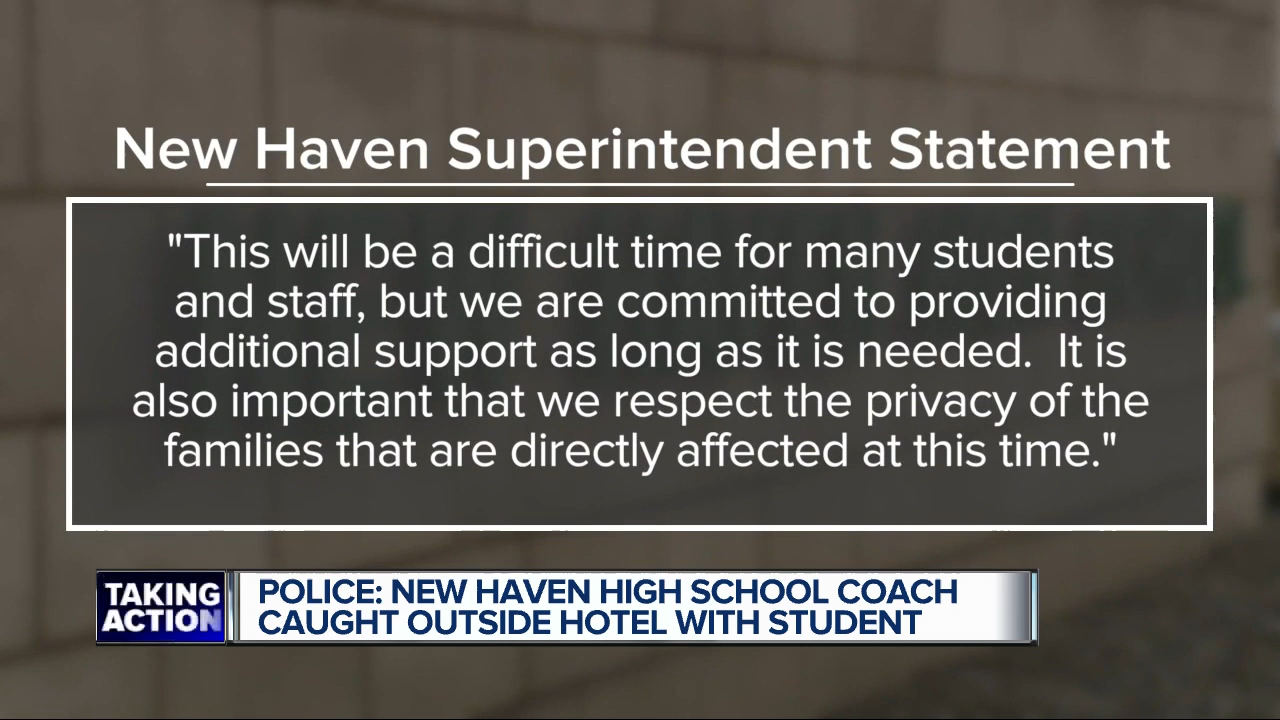 New Haven Superintendent Statement
"This will be a difficult time for many students
and staff, but we are committed to providing
additional support as long as it is needed.  It is
also important that we respect the privacy of the
families that are directly affected at this time."
TAKING
ACTION
POLICE: NEW HAVEN HIGH SCHOOL COACH
CAUGHT OUTSIDE HOTEL WITH STUDENT